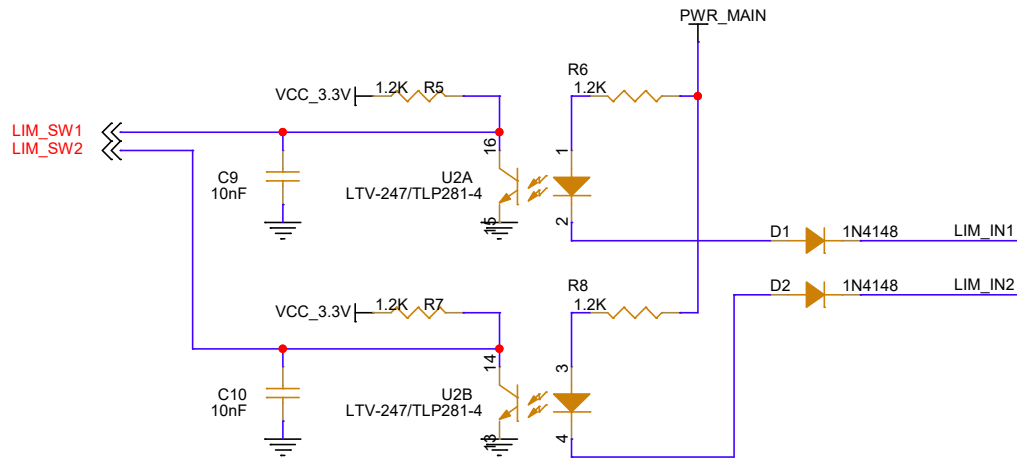 PWR_MAIN
R6
1.2K
1.2K R5
VCC_3.3V
LIM_SW1
LIM_SW2
16
1
C9
10nF
U2A
LTV-247/TLP281-4
15
2
D1
1N4148
LIM_IN1
D2
1N4148
LIM_IN2
R8
1.2K
1.2K R7
VCC_3.3V
14
3
C10
10nF
U2B
LTV-247/TLP281-4
13
4